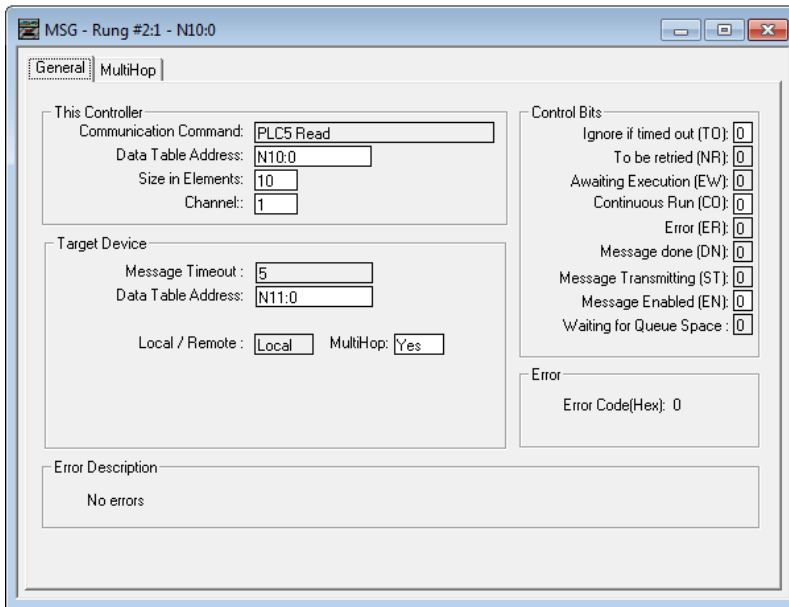 MSG - Rung #2:1 - N10:0
General MultiHop
This Controller
Communication Command: PLC5 Read
Data Table Address: N10:0
Size in Elements: 10
Channel:: 1
Target Device
Message Timeout : 5
Data Table Address: N11:0
Local / Remote : Local MultiHop: Yes
Control Bits
Ignore if timed out (TO): 0
To be retried (NR): 0
Awaiting Execution (EW): 0
Continuous Run (CO): 0
Error (ER): 0
Message done (DN): 0
Message Transmitting (ST): 0
Message Enabled (EN): 0
Waiting for Queue Space : 0
Error
Error Code(Hex): 0
Error Description
No errors